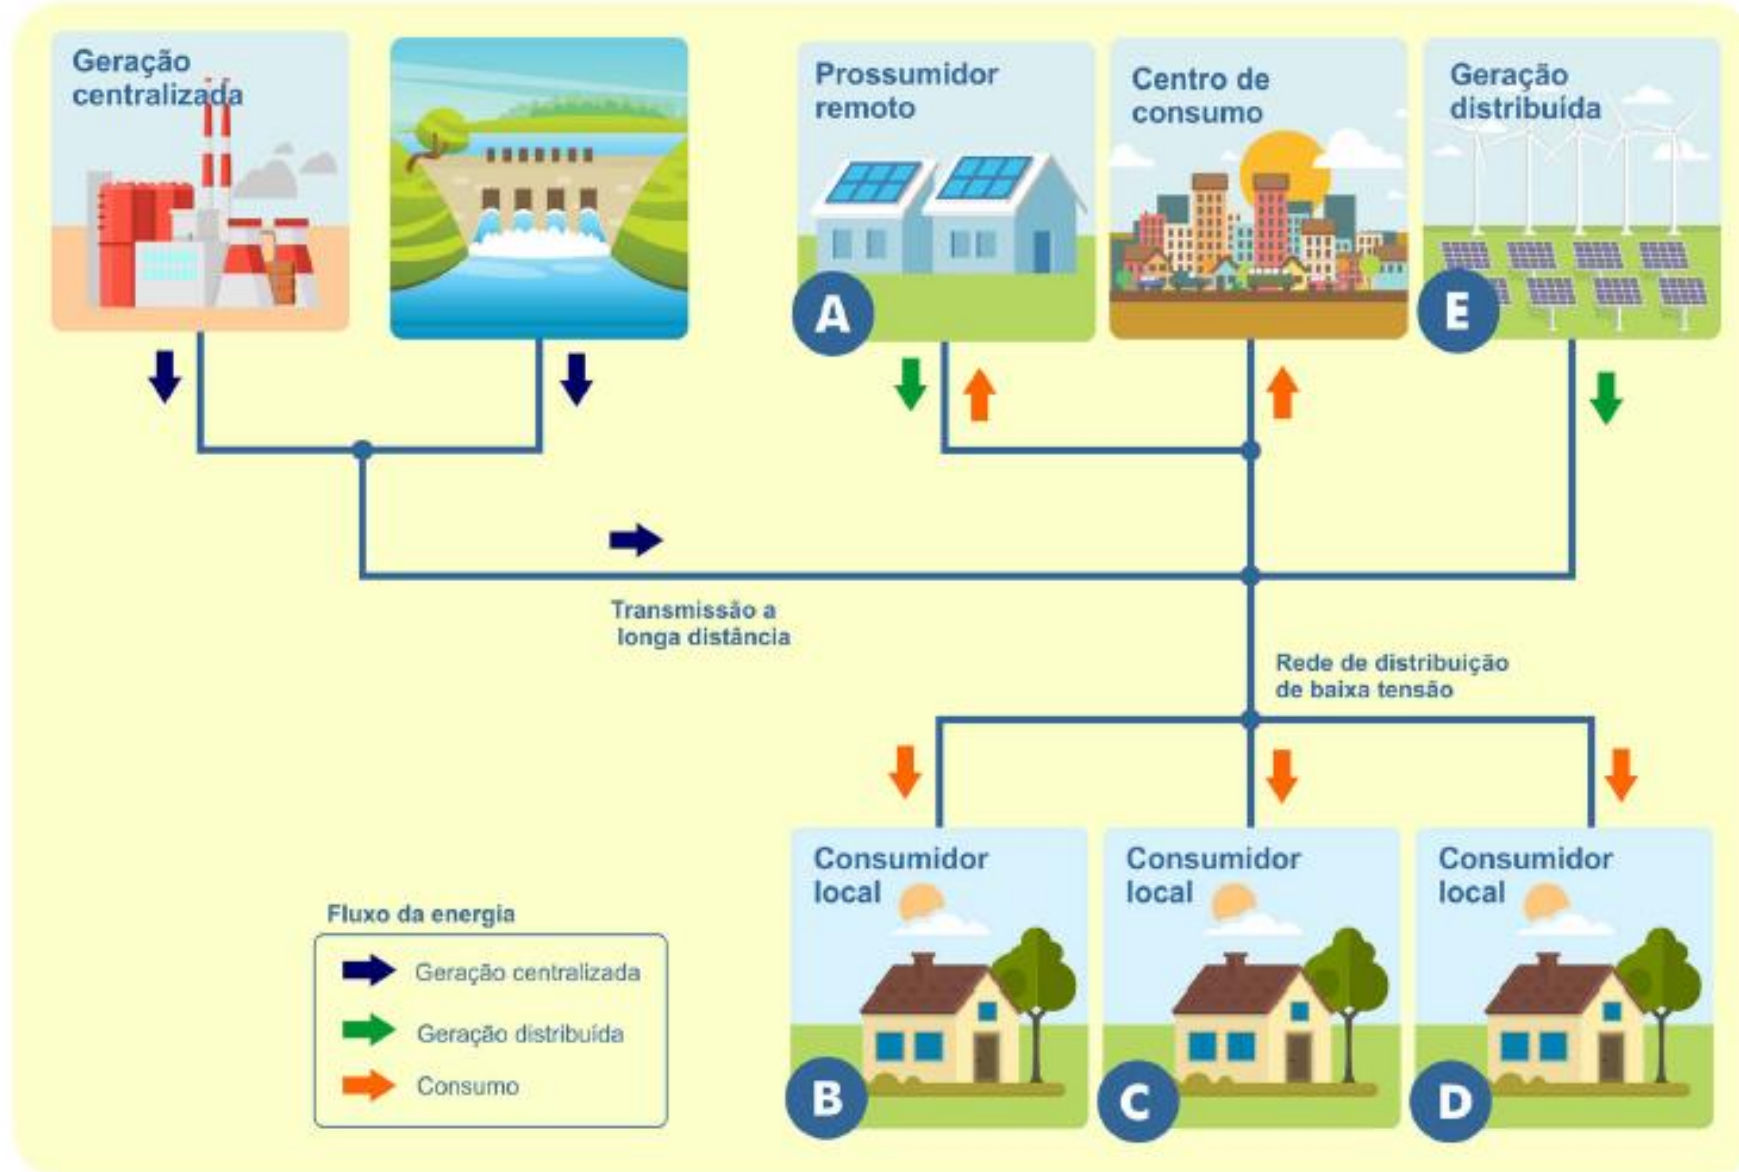 Geração
centralizada
Prossumidor
remoto
A
Centro de
consumo
Geração
distribuída
E
Transmissão a
longa distância
Rede de distribuição
de baixa tensão
Consumidor
local
B
Consumidor
local
C
Consumidor
local
D
Fluxo da energia
Geração centralizada
Geração distribuída
Consumo